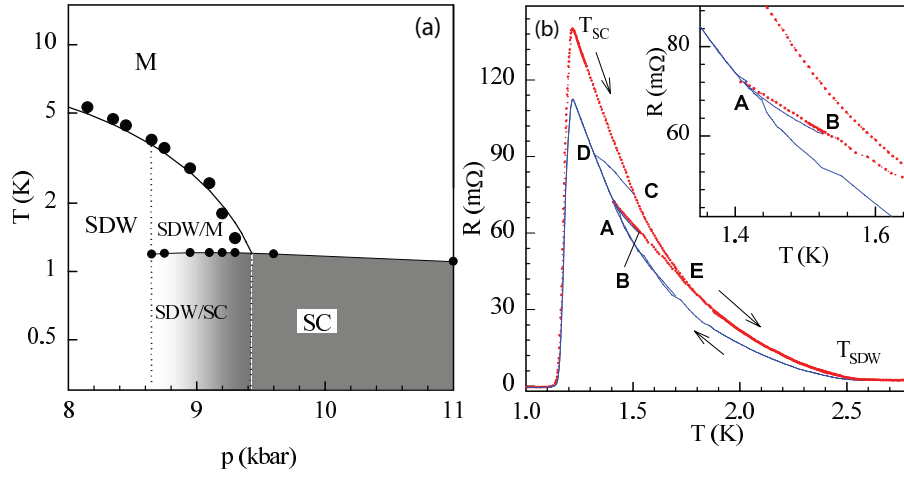 (a)
10
5
2
1
0.5
T (K)
M
SDW
SDW/M
SDW/SC
SC
8
9
10
11
p (kbar)
(b)
120
90
60
30
0
R (mΩ)
T_SC
D
C
A
B
E
T_SDW
1.0
1.5
2.0
2.5
T (K)
80
60
R (mΩ)
A
B
1.4
1.5
1.6
T (K)